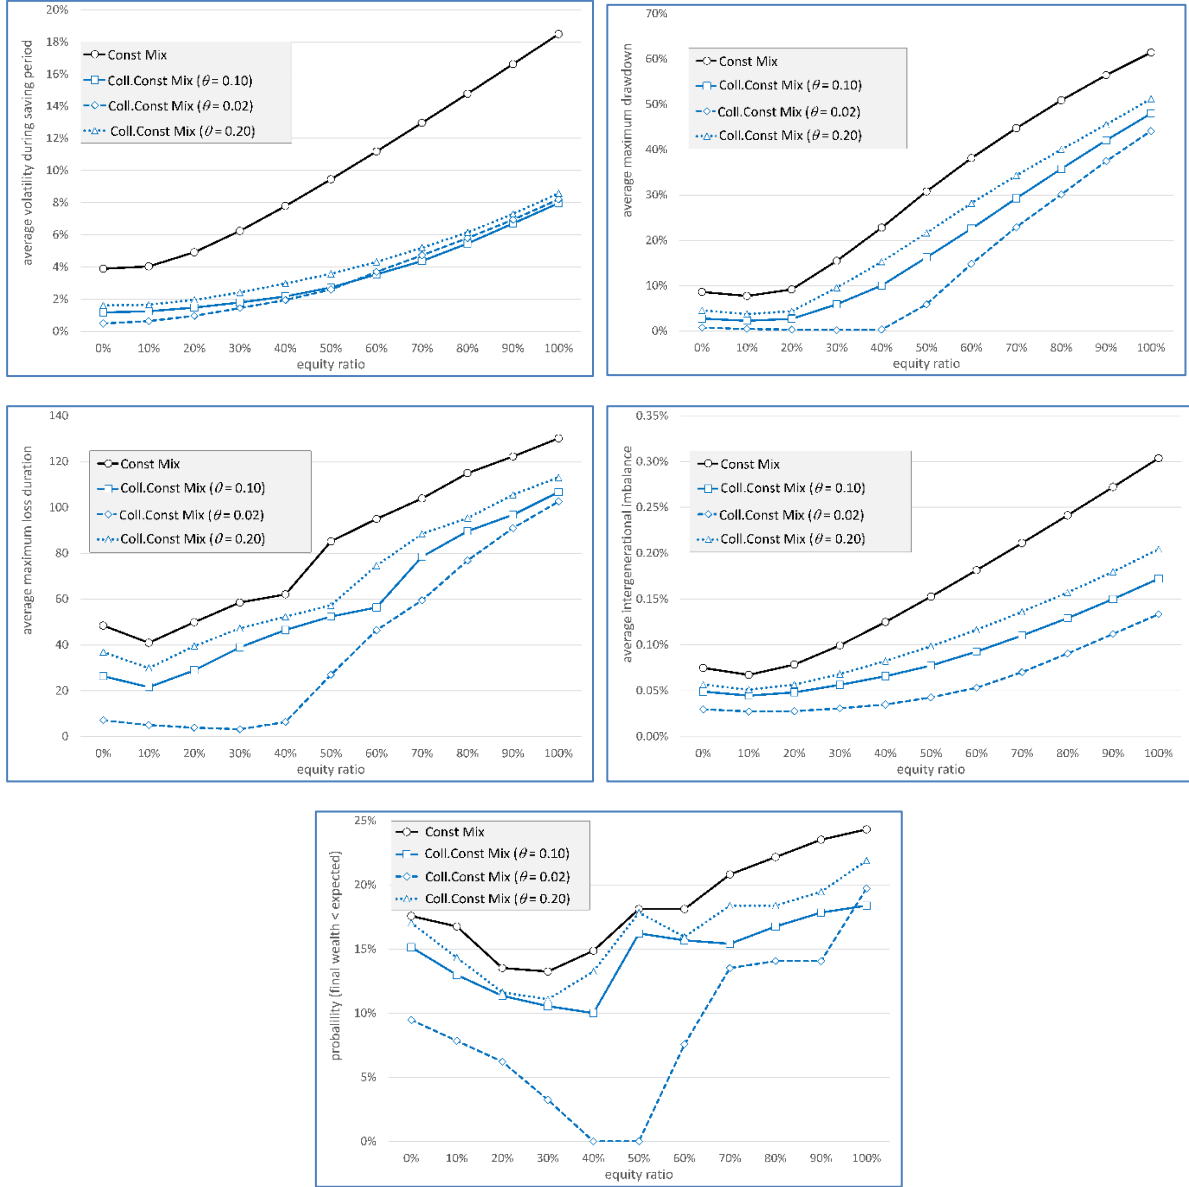 20%
18%
16%
14%
12%
10%
8%
6%
4%
2%
0%
average volatility during saving period
Const Mix
Coll.Const Mix (θ = 0.10)
Coll.Const Mix (θ = 0.02)
Coll.Const Mix (θ = 0.20)
0% 10% 20% 30% 40% 50% 60% 70% 80% 90% 100%
equity ratio
70%
60%
50%
40%
30%
20%
10%
0%
average maximum drawdown
Const Mix
Coll.Const Mix (θ = 0.10)
Coll.Const Mix (θ = 0.02)
Coll.Const Mix (θ = 0.20)
0% 10% 20% 30% 40% 50% 60% 70% 80% 90% 100%
equity ratio
140
120
100
80
60
40
20
0
average maximum loss duration
Const Mix
Coll.Const Mix (θ = 0.10)
Coll.Const Mix (θ = 0.02)
Coll.Const Mix (θ = 0.20)
0% 10% 20% 30% 40% 50% 60% 70% 80% 90% 100%
equity ratio
0.35%
0.30%
0.25%
0.20%
0.15%
0.10%
0.05%
0.00%
average intergenerational imbalance
Const Mix
Coll.Const Mix (θ = 0.10)
Coll.Const Mix (θ = 0.02)
Coll.Const Mix (θ = 0.20)
0% 10% 20% 30% 40% 50% 60% 70% 80% 90% 100%
equity ratio
25%
20%
15%
10%
5%
0%
probability [final wealth < expected]
Const Mix
Coll.Const Mix (θ = 0.10)
Coll.Const Mix (θ = 0.02)
Coll.Const Mix (θ = 0.20)
0% 10% 20% 30% 40% 50% 60% 70% 80% 90% 100%
equity ratio